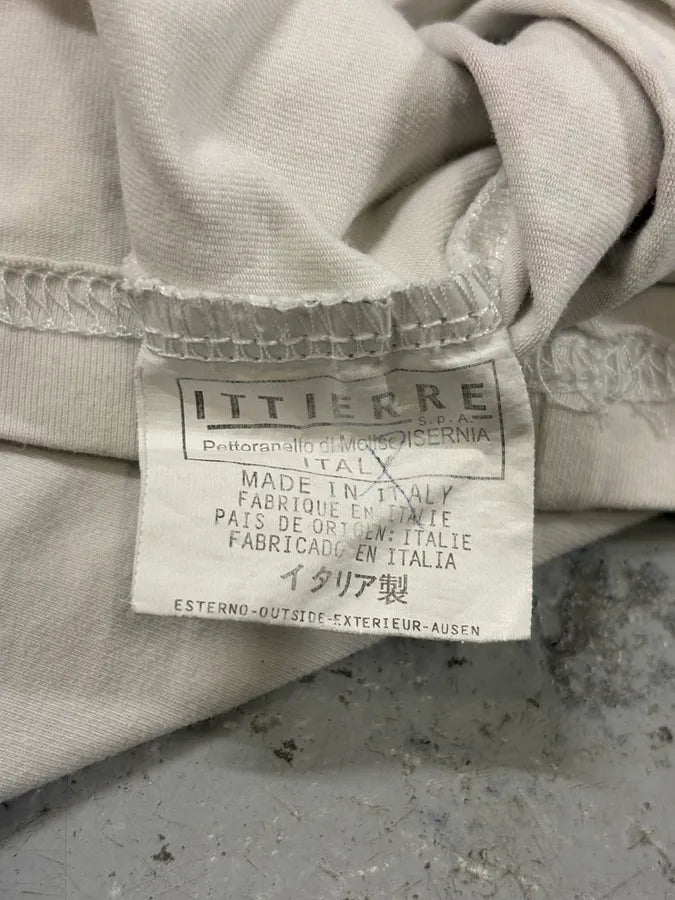 ITTIERRE
S.P.A.
Pettoranello di Molise ISERNIA
ITALY
MADE IN ITALY
FABRIQUE EN ITALIE
PAIS DE ORIGEN: ITALIE
FABRICADO EN ITALIA
イタリア製
ESTERNO-OUTSIDE-EXTERIEUR-AUSEN